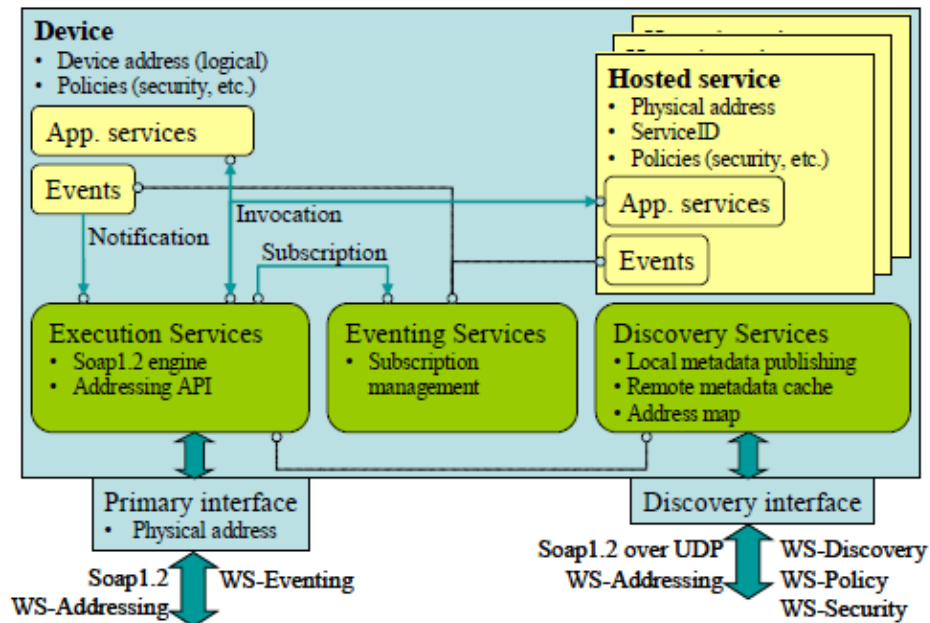 Device
• Device address (logical)
• Policies (security, etc.)
App. services
Events
Notification
Invocation
Subscription
Hosted service
• Physical address
• ServiceID
• Policies (security, etc.)
App. services
Events
Execution Services
• Soap1.2 engine
• Addressing API
Eventing Services
• Subscription
management
Discovery Services
• Local metadata publishing
• Remote metadata cache
• Address map
Primary interface
• Physical address
Discovery interface
Soap1.2
WS-Addressing
WS-Eventing
Soap1.2 over UDP
WS-Addressing
WS-Discovery
WS-Policy
WS-Security